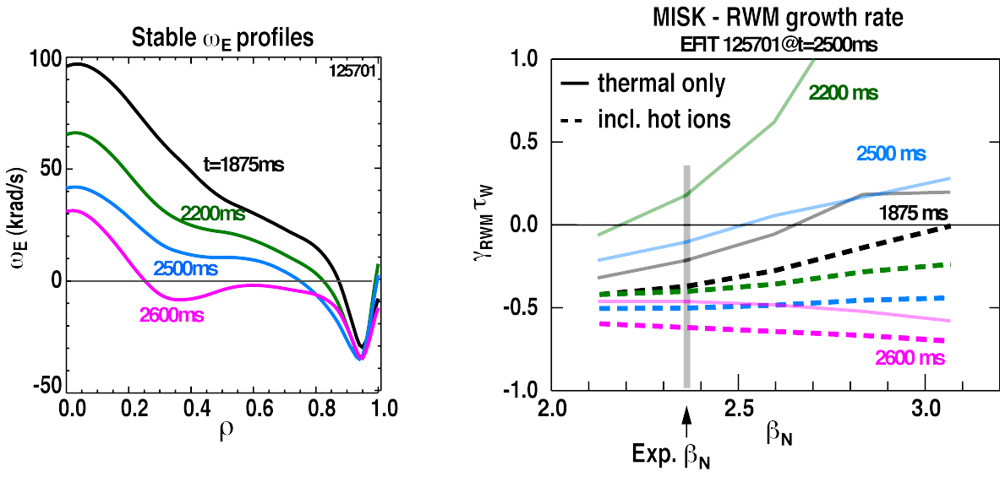 Stable ωE profiles
100
50
0
-50
ωE (krad/s)
125701
t=1875ms
2200ms
2500ms
2600ms
0.0 0.2 0.4 0.6 0.8 1.0
ρ
MISK - RWM growth rate
EFIT 125701@t=2500ms
thermal only
incl. hot ions
2200 ms
2500 ms
1875 ms
2600 ms
1.0
0.5
0.0
-0.5
-1.0
γRWM τW
2.0 2.5 3.0
βN
Exp. βN